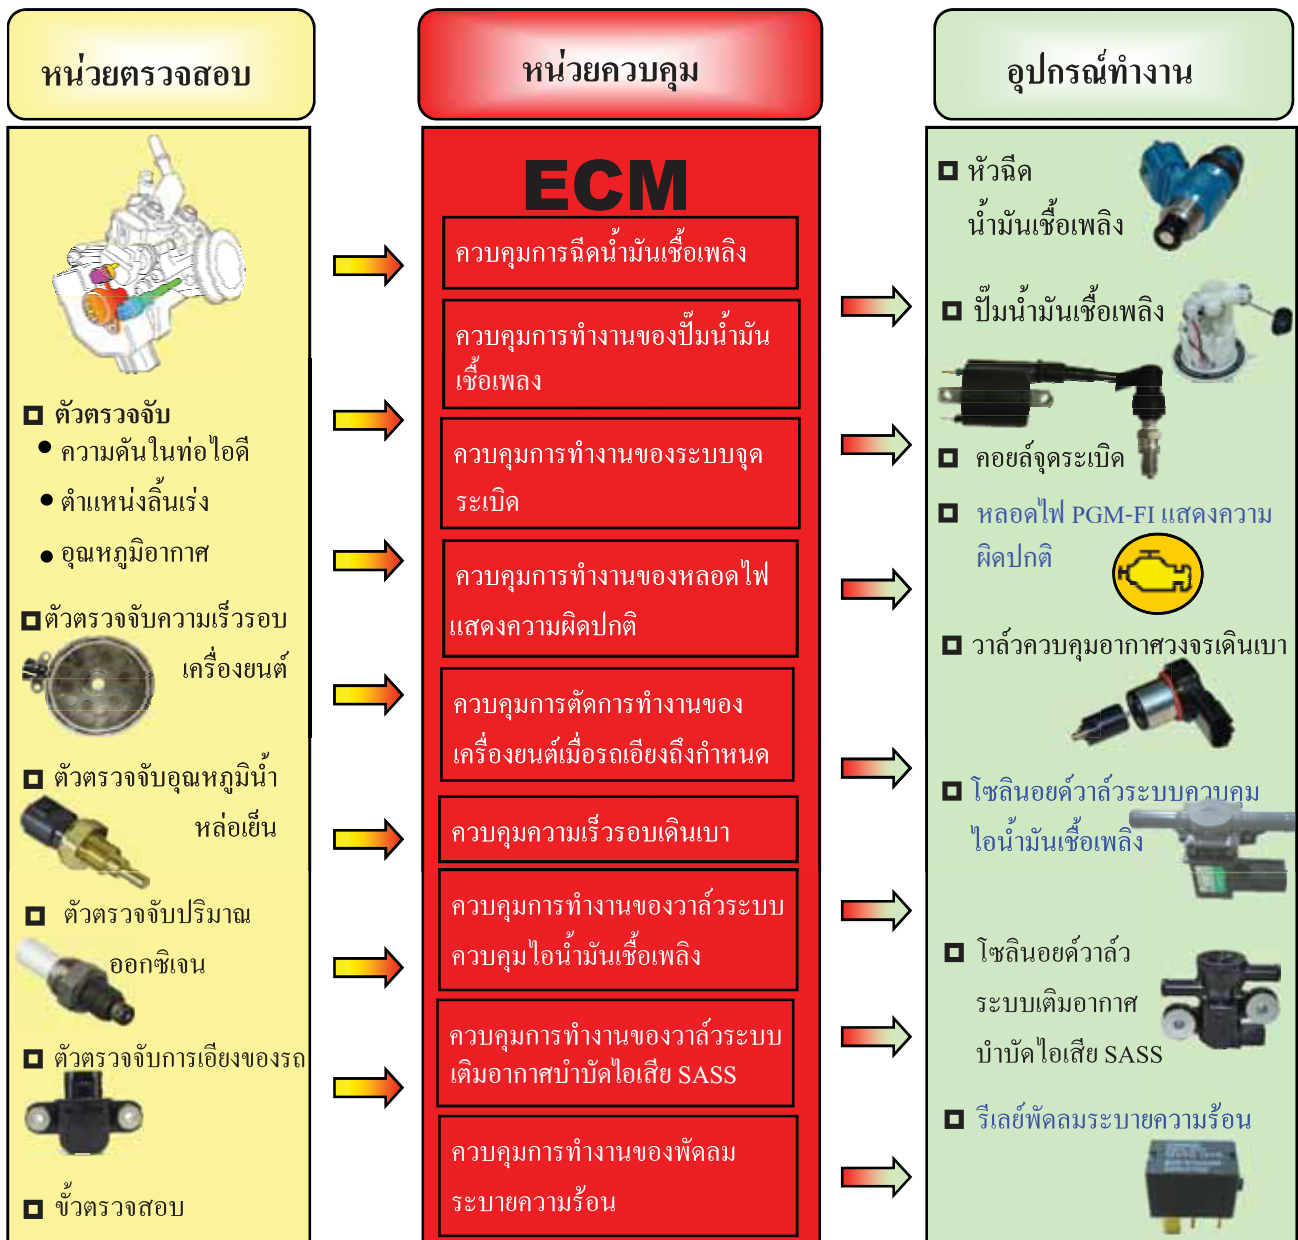 หน่วยตรวจสอบ
ตัวตรวจจับ
ความดันในท่อไอดี
ตำแหน่งลิ้นเร่ง
อุณหภูมิอากาศ
ตัวตรวจจับความเร็วรอบ
เครื่องยนต์
ตัวตรวจจับอุณหภูมิน้ำ
หล่อเย็น
ตัวตรวจจับปริมาณ
ออกซิเจน
ตัวตรวจจับการเอียงของรถ
ขั้วตรวจสอบ
หน่วยควบคุม
ECM
ควบคุมการฉีดน้ำมันเชื้อเพลิง
ควบคุมการทำงานของปั๊มน้ำมัน
เชื้อเพลง
ควบคุมการทำงานของระบบจุด
ระเบิด
ควบคุมการทำงานของหลอดไฟ
แสดงความผิดปกติ
ควบคุมการตัดการทำงานของ
เครื่องยนต์เมื่อรถเอียงถึงกำหนด
ควบคุมความเร็วรอบเดินเบา
ควบคุมการทำงานของวาล์วระบบ
ควบคุมไอน้ำมันเชื้อเพลิง
ควบคุมการทำงานของวาล์วระบบ
เติมอากาศบำบัดไอเสีย SASS
ควบคุมการทำงานของพัดลม
ระบายความร้อน
อุปกรณ์ทำงาน
หัวฉีด
น้ำมันเชื้อเพลิง
ปั๊มน้ำมันเชื้อเพลิง
คอยล์จุดระเบิด
หลอดไฟ PGM-FI แสดงความ
ผิดปกติ
วาล์วควบคุมอากาศวงจรเดินเบา
โซลินอยด์วาล์วระบบควบคุม
ไอน้ำมันเชื้อเพลิง
โซลินอยด์วาล์ว
ระบบเติมอากาศ
บำบัดไอเสีย SASS
รีเลย์พัดลมระบายความร้อน